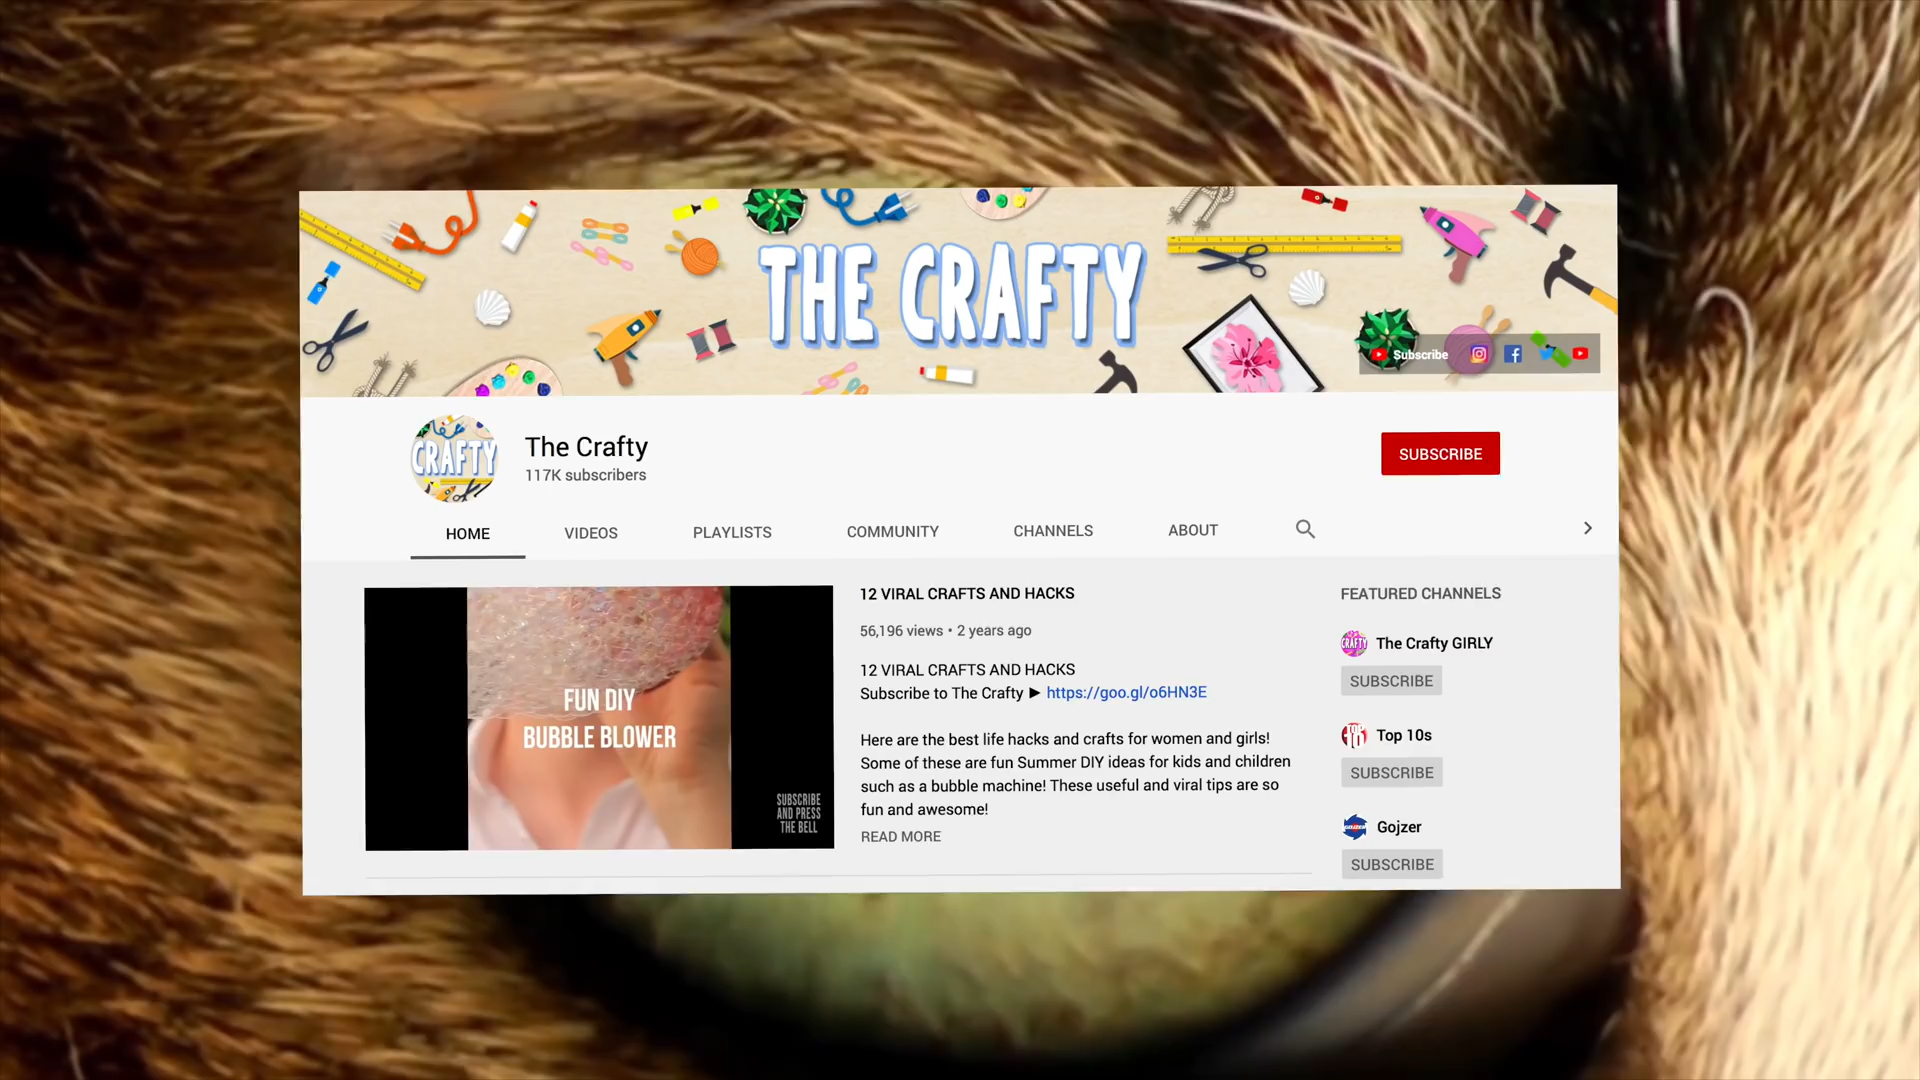 THE CRAFTY
Subscribe
CRAFTY
The Crafty
117K subscribers
SUBSCRIBE
HOME VIDEOS PLAYLISTS COMMUNITY CHANNELS ABOUT
FUN DIY
BUBBLE BLOWER
SUBSCRIBE
AND PRESS
THE BELL
12 VIRAL CRAFTS AND HACKS
56,196 views • 2 years ago
12 VIRAL CRAFTS AND HACKS
Subscribe to The Crafty ► https://goo.gl/o6HN3E
Here are the best life hacks and crafts for women and girls!
Some of these are fun Summer DIY ideas for kids and children
such as a bubble machine! These useful and viral tips are so
fun and awesome!
READ MORE
FEATURED CHANNELS
CRAFTY
The Crafty GIRLY
SUBSCRIBE
TOP 10
Top 10s
SUBSCRIBE
GOJZER
Gojzer
SUBSCRIBE